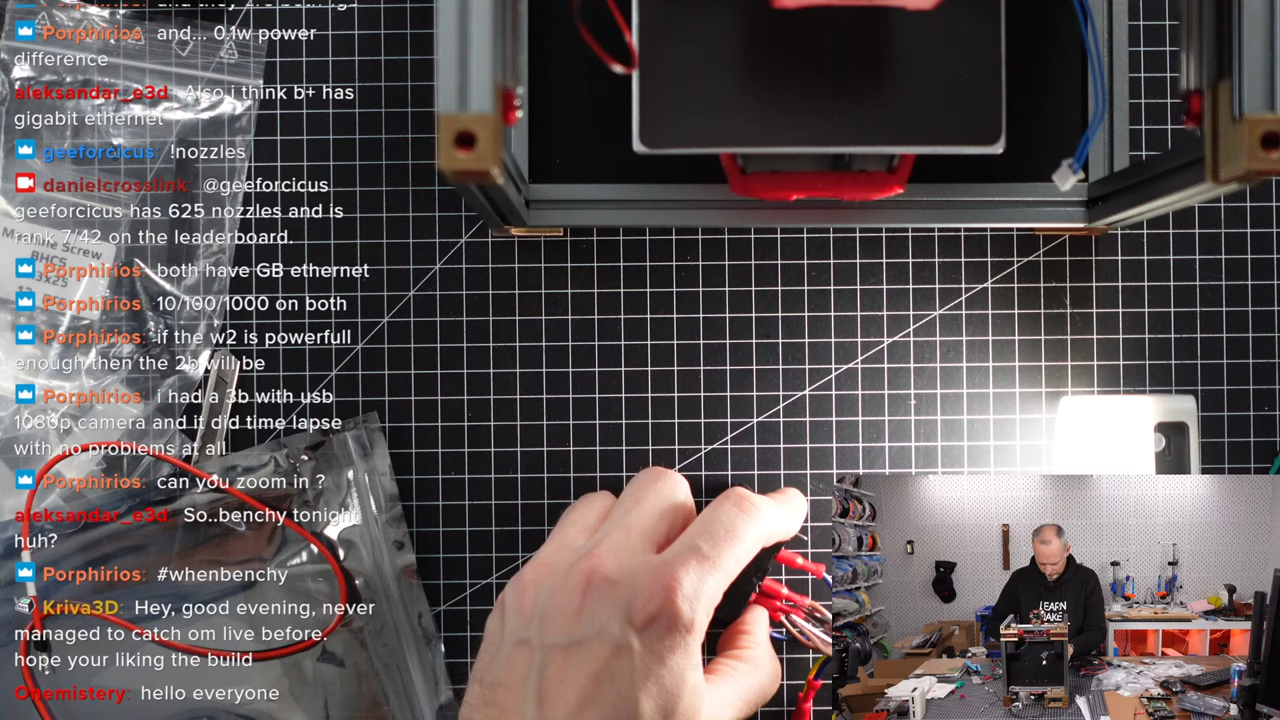 Porphirios: and... 0.1w power
difference
aleksandar_e3d: Also i think b+ has
gigabit ethernet
geeforcicus: !nozzles
danielcrosslink: @geeforcicus
geeforcicus has 625 nozzles and is
rank 7/42 on the leaderboard.
Porphirios: both have GB ethernet
Porphirios: 10/100/1000 on both
Porphirios: if the w2 is powerfull
enough then the 2b will be
Porphirios: i had a 3b with usb
1080p camera and it did time lapse
with no problems at all
Porphirios: can you zoom in ?
aleksandar_e3d: So..benchy tonight
huh?
Porphirios: #whenbenchy
Kriva3D: Hey, good evening, never
managed to catch om live before.
hope your liking the build
Onemistery: hello everyone
Screw
BHCS
LEARN
MAKE